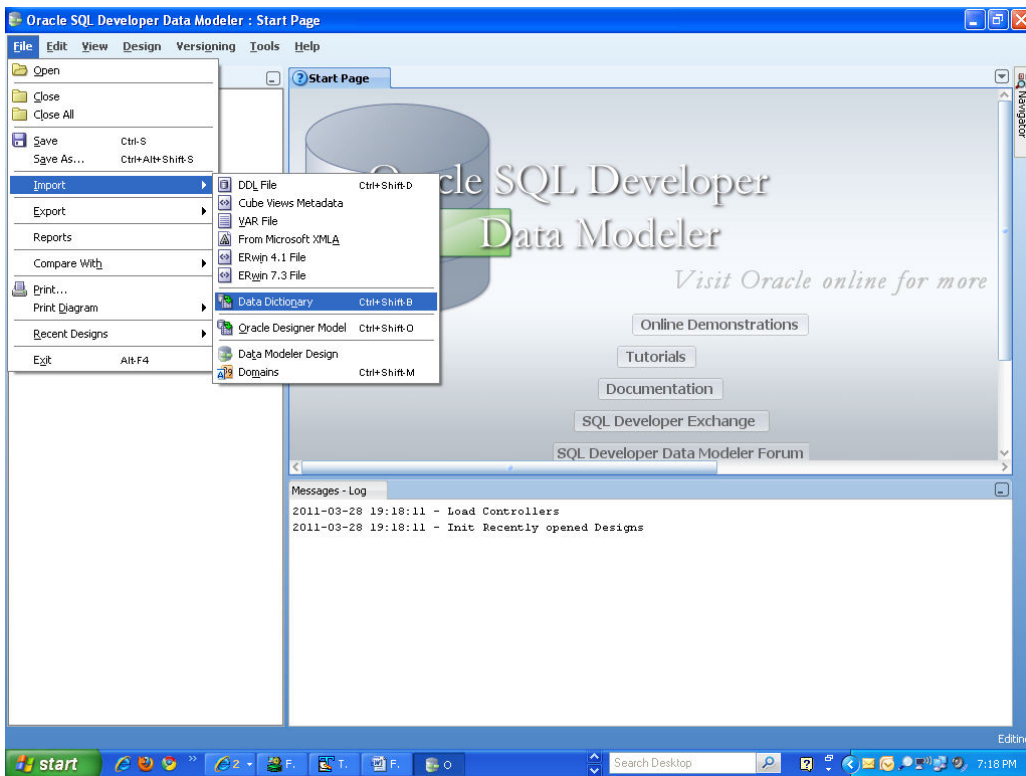 Oracle SQL Developer Data Modeler : Start Page
File Edit View Design Versioning Tools Help
Open
Close
Close All
Save Ctrl-S
Save As... Ctrl+Alt+Shift-S
Import
Export
Reports
Compare With
Print...
Print Diagram
Recent Designs
Exit Alt-F4
DDL File Ctrl+Shift-D
Cube Views Metadata
VAR File
From Microsoft XMLA
ERwin 4.1 File
ERwin 7.3 File
Data Dictionary Ctrl+Shift-B
Oracle Designer Model Ctrl+Shift-O
Data Modeler Design
Domains Ctrl+Shift-M
Start Page
Navigator
Oracle SQL Developer
Data Modeler
Visit Oracle online for more
Online Demonstrations
Tutorials
Documentation
SQL Developer Exchange
SQL Developer Data Modeler Forum
Messages - Log
2011-03-28 19:18:11 - Load Controllers
2011-03-28 19:18:11 - Init Recently opened Designs
Editin
start 2 F. T. F. O Search Desktop 7:18 PM